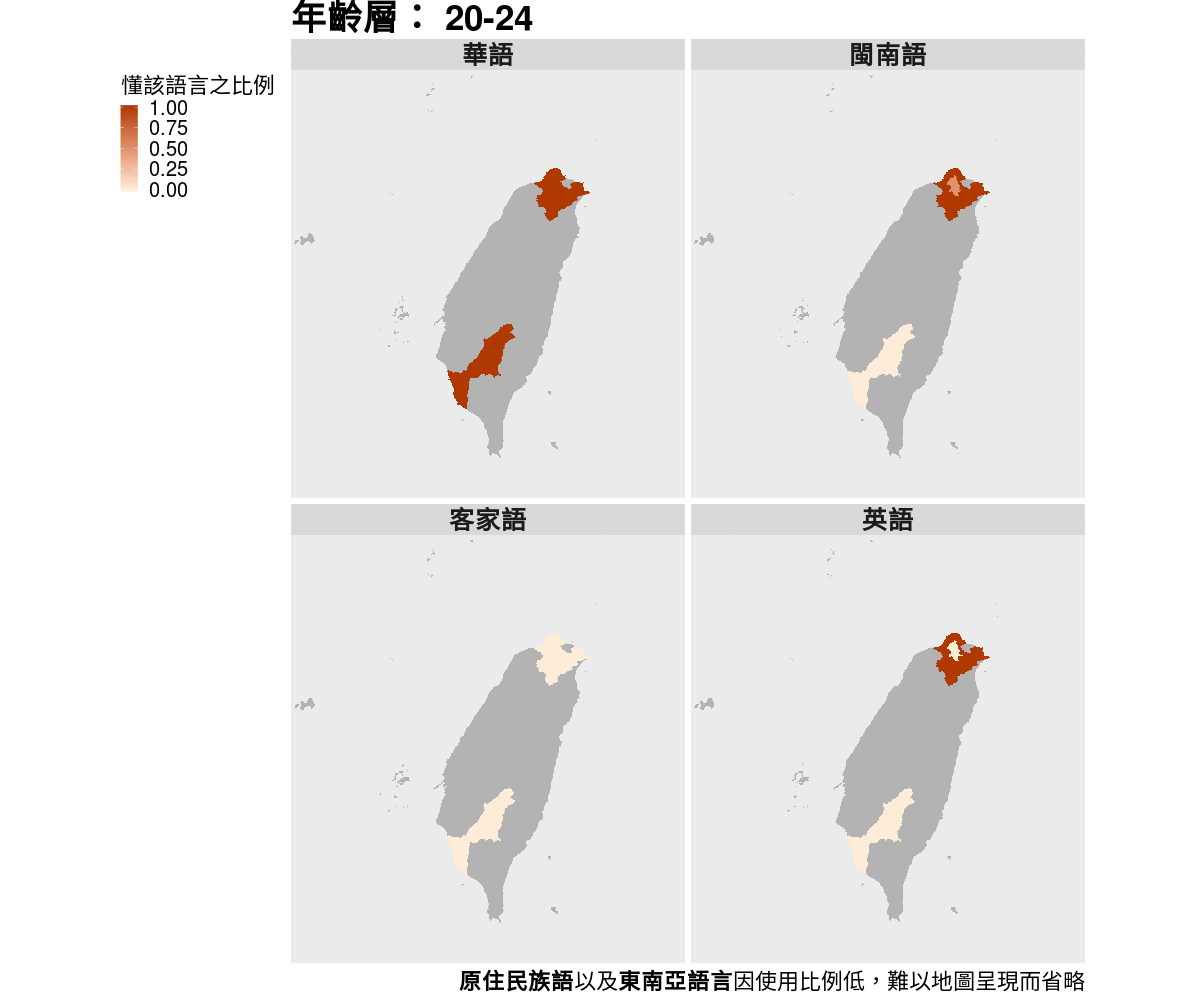 年齡層： 20-24
懂該語言之比例
1.00
0.75
0.50
0.25
0.00
華語
閩南語
客家語
英語
原住民族語以及東南亞語言因使用比例低，難以地圖呈現而省略